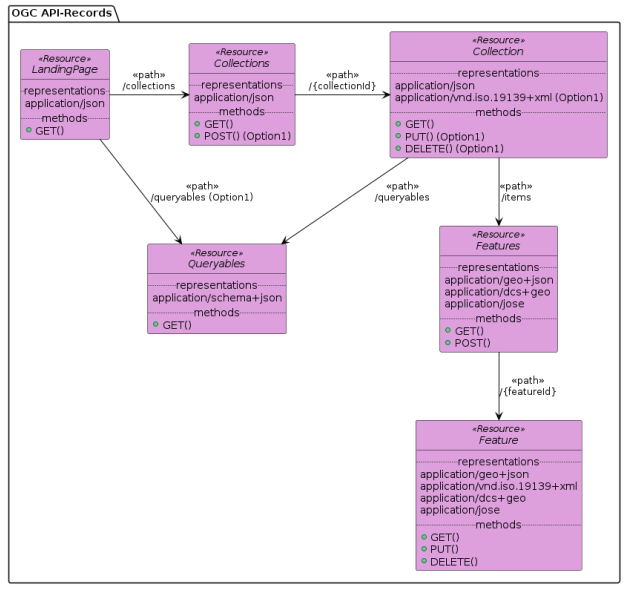 OGC API-Records
«Resource»
LandingPage
representations
application/json
methods
GET()
«path»
/collections
«Resource»
Collections
representations
application/json
methods
GET()
POST() (Option1)
«path»
/{collectionId}
«Resource»
Collection
representations
application/json
application/vnd.iso.19139+xml (Option1)
methods
GET()
PUT() (Option1)
DELETE() (Option1)
«path»
/queryables (Option1)
«path»
/queryables
«path»
/items
«Resource»
Queryables
representations
application/schema+json
methods
GET()
«Resource»
Features
representations
application/geo+json
application/dcs+geo
application/jose
methods
GET()
POST()
«path»
/{featureId}
«Resource»
Feature
representations
application/geo+json
application/vnd.iso.19139+xml
application/dcs+geo
application/jose
methods
GET()
PUT()
DELETE()